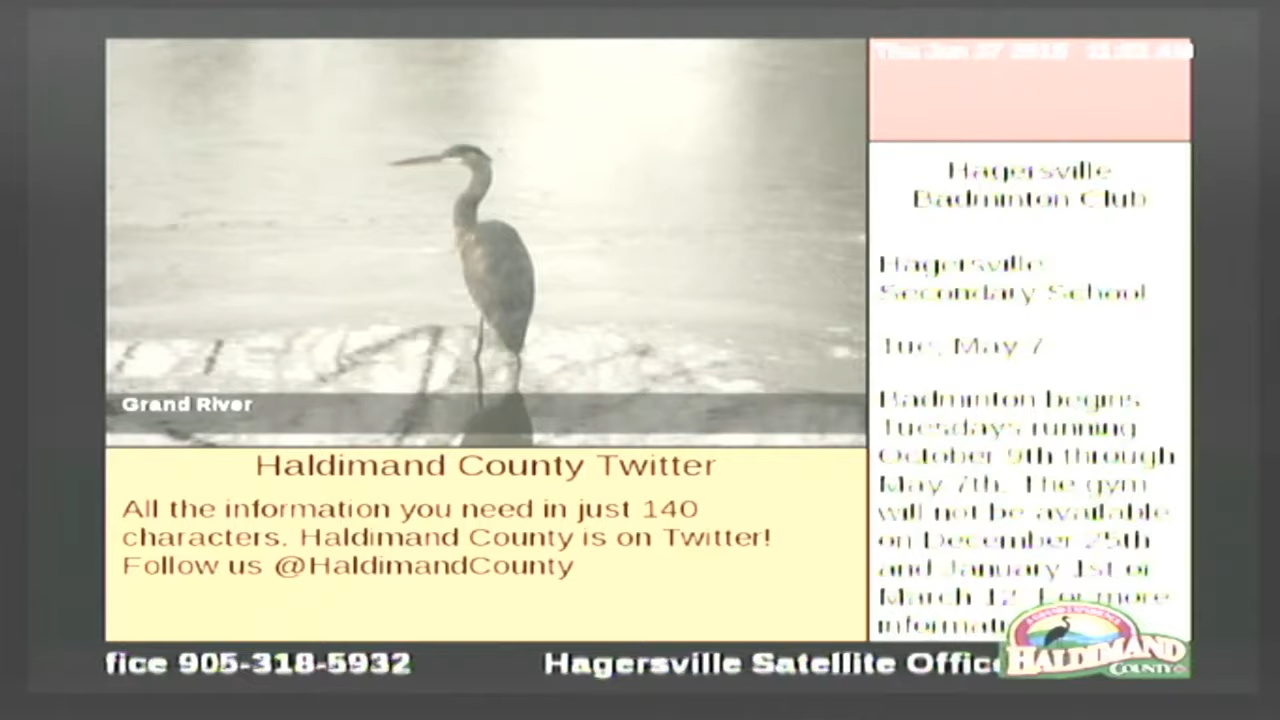 Grand River
Haldimand County Twitter
All the information you need in just 140
characters. Haldimand County is on Twitter!
Follow us @HaldimandCounty
Hagersville
Badminton Club
Hagersville
Secondary School
Tue, May 7
Badminton begins
Tuesdays running
October 9th through
May 7th. The gym
will not be available
on December 25th
and January 1st or
March 12. For more
fice 905-318-5932
Hagersville Satellite Office
HALDIMAND
COUNTY